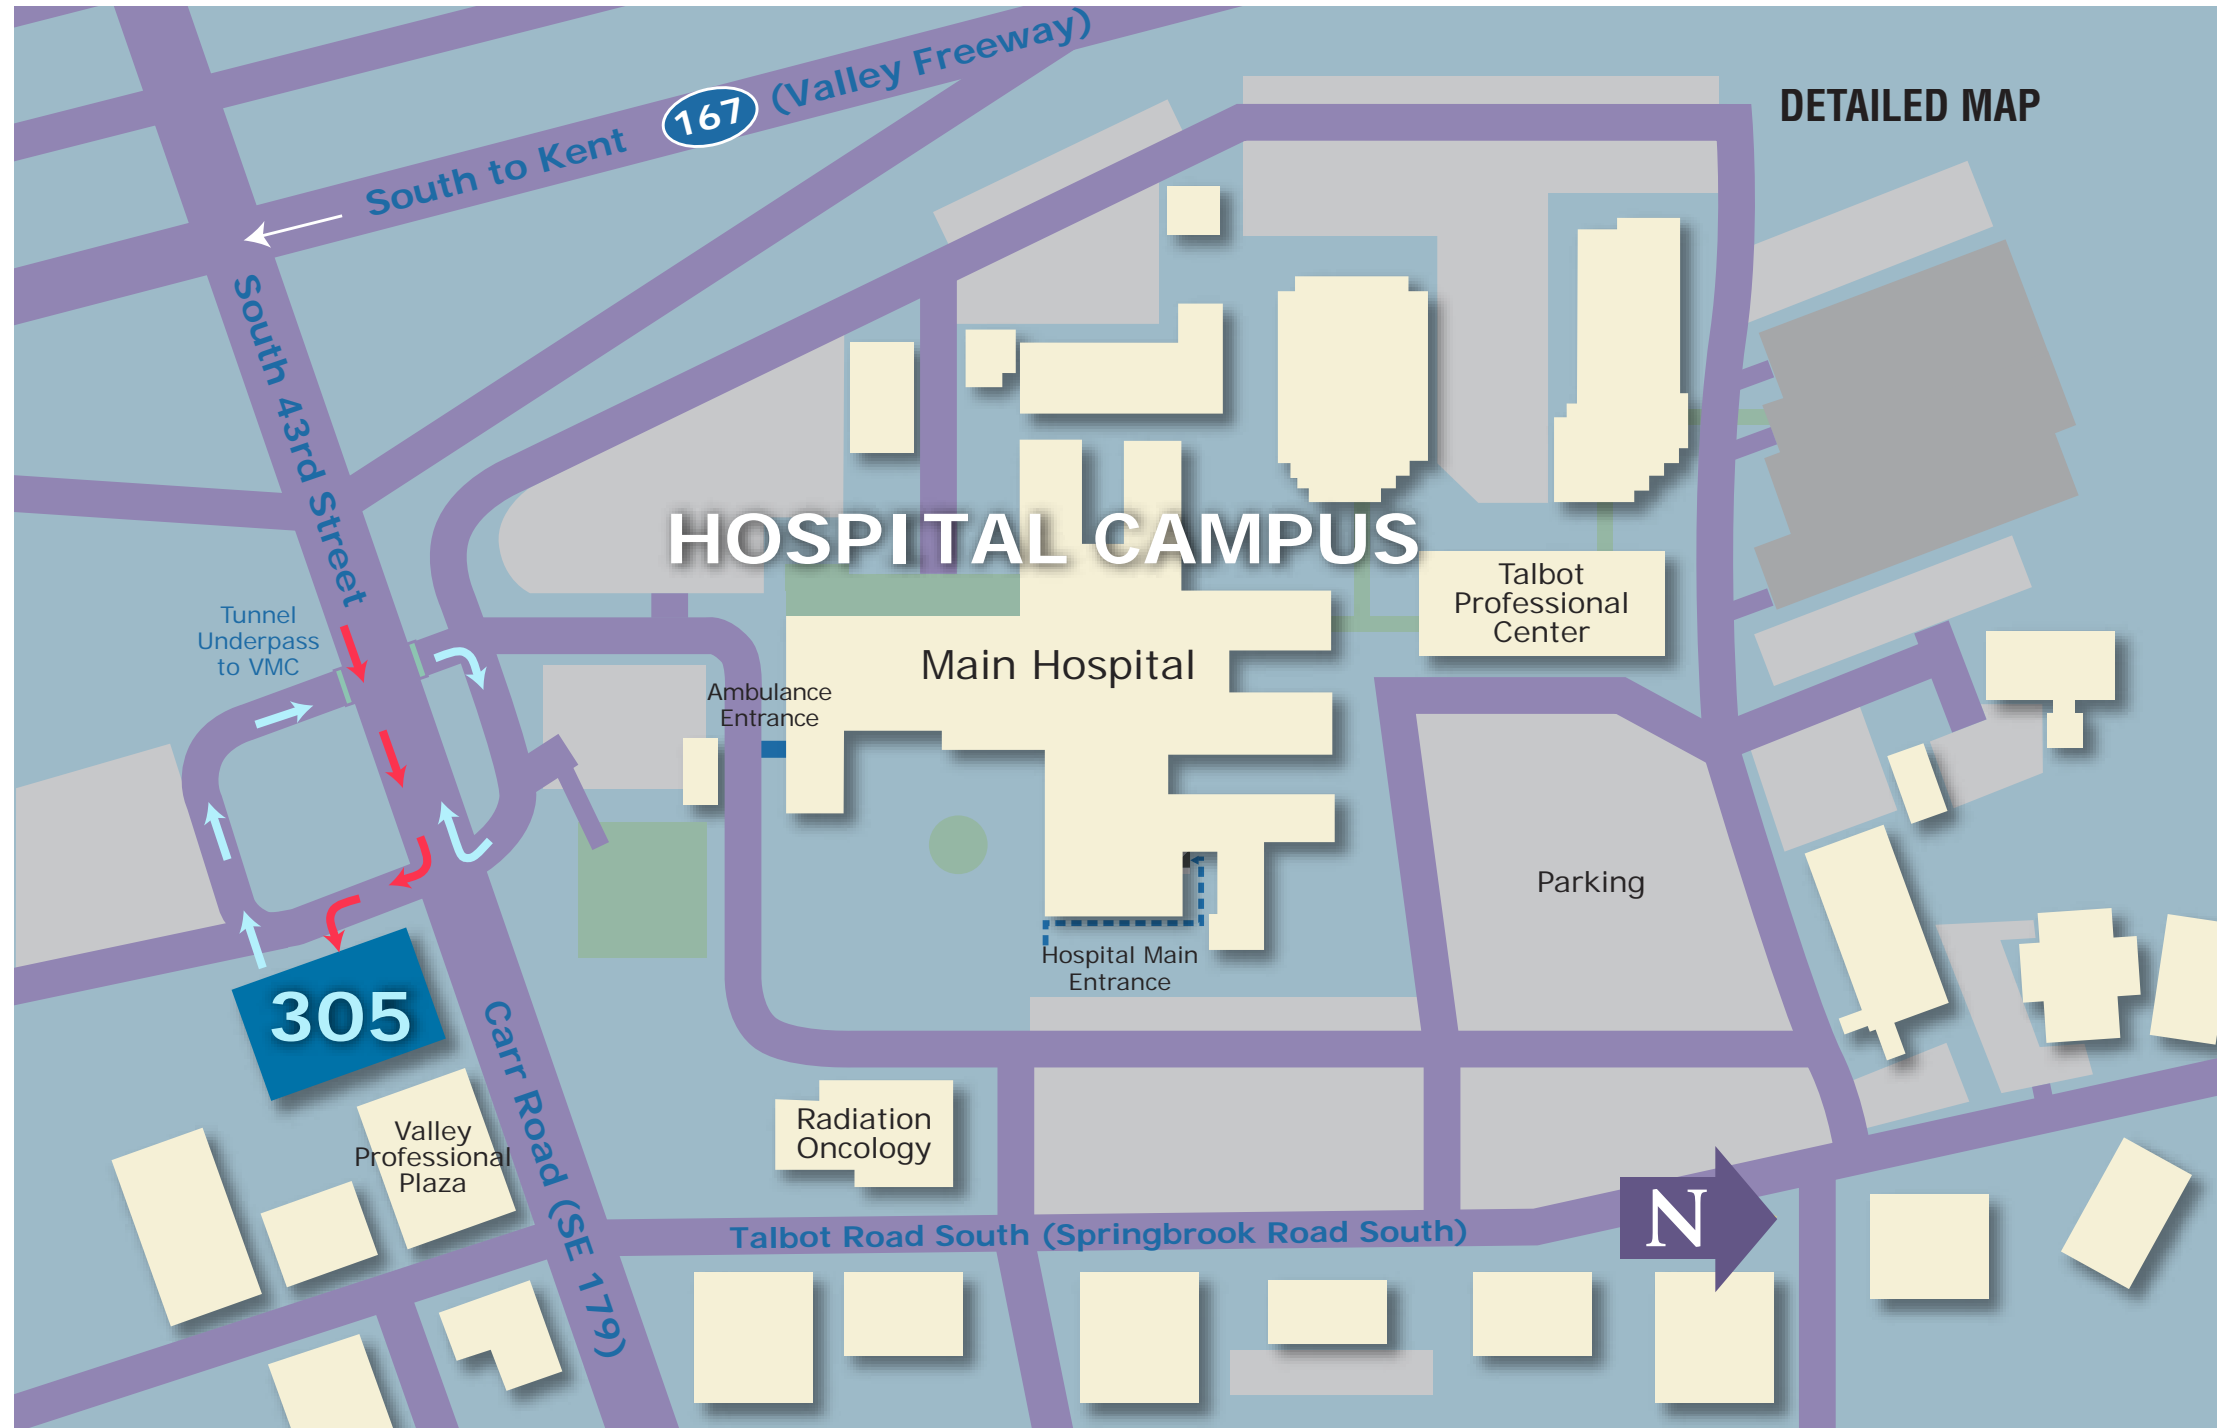 DETAILED MAP
South to Kent
167
(Valley Freeway)
South 43rd Street
HOSPITAL CAMPUS
Talbot
Professional
Center
Tunnel
Underpass
to VMC
Main Hospital
Ambulance
Entrance
Parking
Hospital Main
Entrance
305
Carr Road (SE 179)
Valley
Professional
Plaza
Radiation
Oncology
Talbot Road South (Springbrook Road South)
N